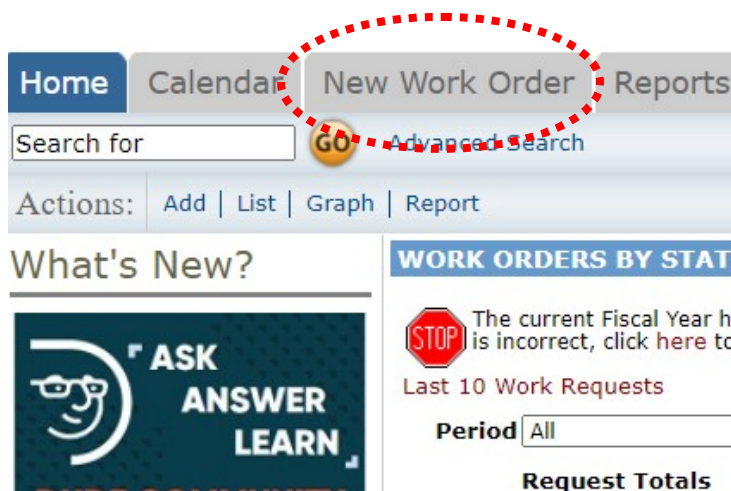 Home Calendar New Work Order Reports
Search for GO Advanced Search
Actions: Add | List | Graph | Report
What's New?
WORK ORDERS BY STAT
STOP
The current Fiscal Year h
is incorrect, click here to
Last 10 Work Requests
Period All
Request Totals
ASK
ANSWER
LEARN